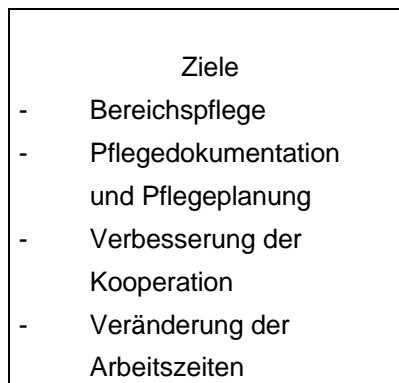 Ziele
- Bereichspflege
- Pflegedokumentation
und Pflegeplanung
- Verbesserung der
Kooperation
- Veränderung der
Arbeitszeiten